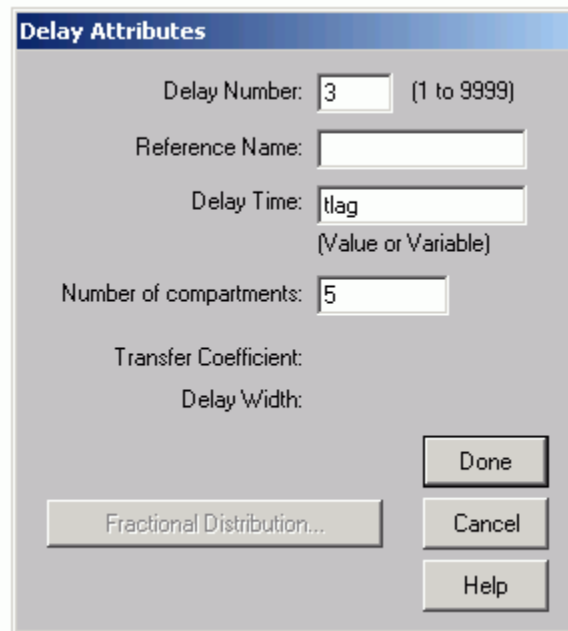 Delay Attributes
Delay Number: 3 (1 to 9999)
Reference Name:
Delay Time: tlag
(Value or Variable)
Number of compartments: 5
Transfer Coefficient:
Delay Width:
Done
Fractional Distribution...
Cancel
Help